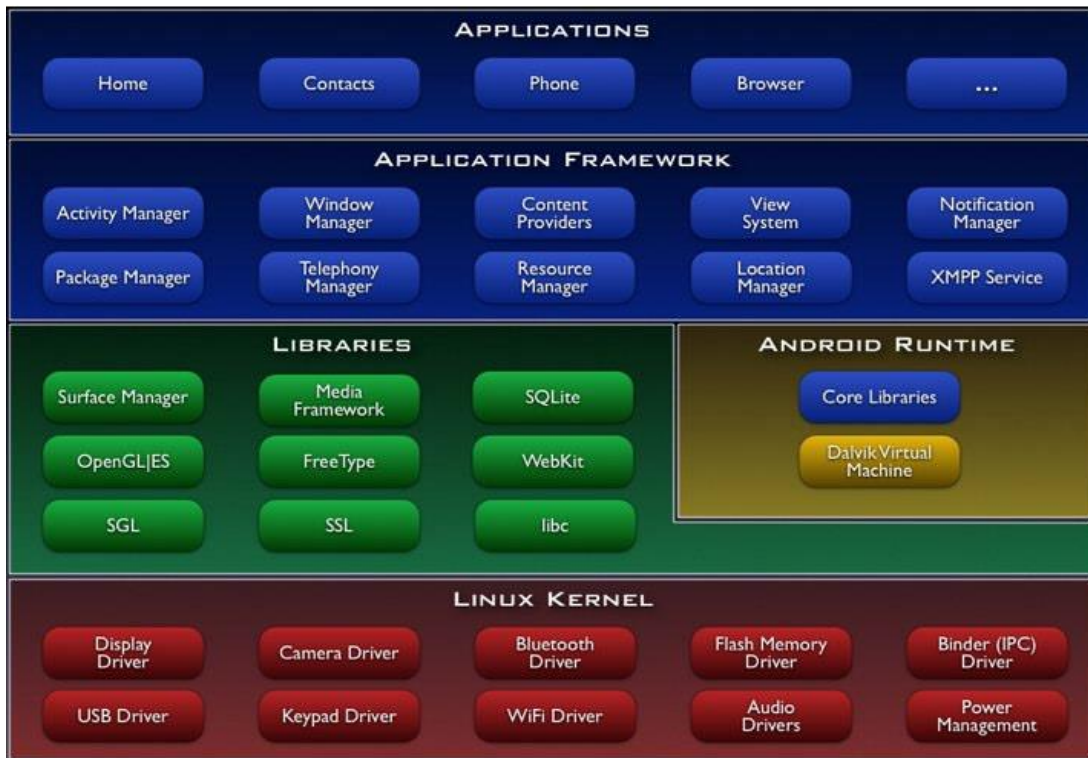 APPLICATIONS
Home
Contacts
Phone
Browser
...
APPLICATION FRAMEWORK
Activity Manager
Window
Manager
Content
Providers
View
System
Notification
Manager
Package Manager
Telephony
Manager
Resource
Manager
Location
Manager
XMPP Service
LIBRARIES
Surface Manager
Media
Framework
SQLite
OpenGL|ES
FreeType
WebKit
SGL
SSL
libc
ANDROID RUNTIME
Core Libraries
Dalvik Virtual
Machine
LINUX KERNEL
Display
Driver
Camera Driver
Bluetooth
Driver
Flash Memory
Driver
Binder (IPC)
Driver
USB Driver
Keypad Driver
WiFi Driver
Audio
Drivers
Power
Management